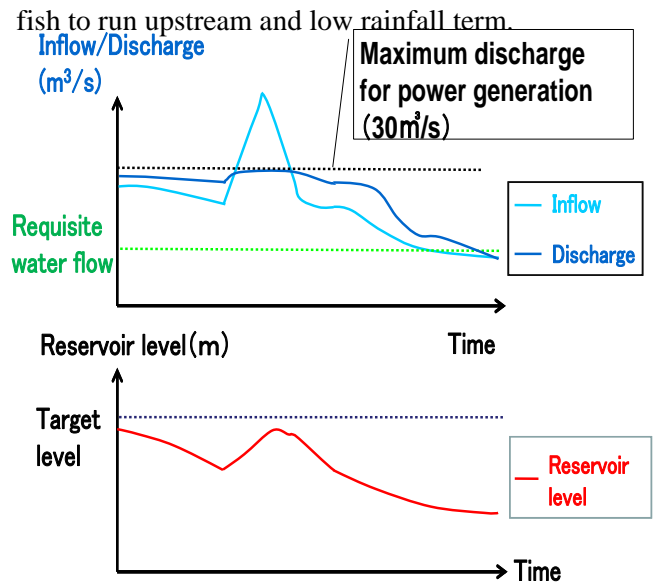 fish to run upstream and low rainfall term.
Inflow/Discharge
(m³/s)
Maximum discharge
for power generation
(30㎥/s)
Inflow
Discharge
Requisite
water flow
Reservoir level(m)
Time
Target
level
Reservoir
level
Time